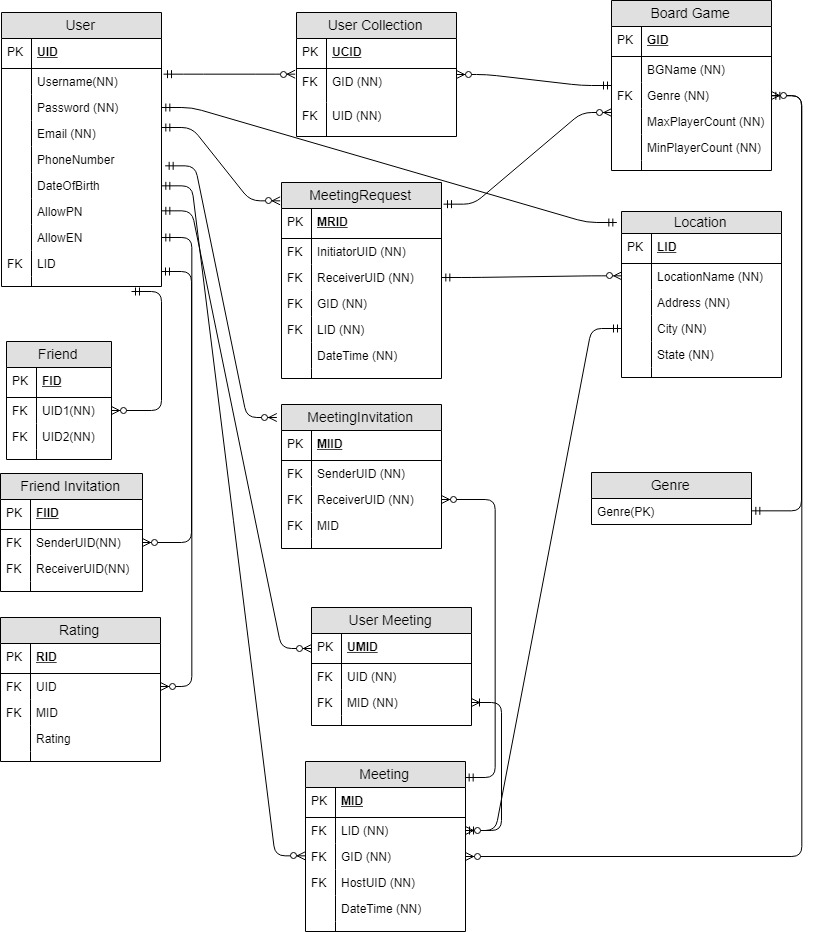 User
PK UID
Username(NN)
Password (NN)
Email (NN)
PhoneNumber
DateOfBirth
AllowPN
AllowEN
FK LID
User Collection
PK UCID
FK GID (NN)
FK UID (NN)
Board Game
PK GID
BGName (NN)
FK Genre (NN)
MaxPlayerCount (NN)
MinPlayerCount (NN)
MeetingRequest
PK MRID
FK InitiatorUID (NN)
FK ReceiverUID (NN)
FK GID (NN)
FK LID (NN)
DateTime (NN)
Location
PK LID
LocationName (NN)
Address (NN)
City (NN)
State (NN)
Friend
PK FID
FK UID1(NN)
FK UID2(NN)
MeetingInvitation
PK MIID
FK SenderUID (NN)
FK ReceiverUID (NN)
FK MID
Friend Invitation
PK FIID
FK SenderUID(NN)
FK ReceiverUID(NN)
Genre
Genre(PK)
Rating
PK RID
FK UID
FK MID
Rating
User Meeting
PK UMID
FK UID (NN)
FK MID (NN)
Meeting
PK MID
FK LID (NN)
FK GID (NN)
FK HostUID (NN)
DateTime (NN)